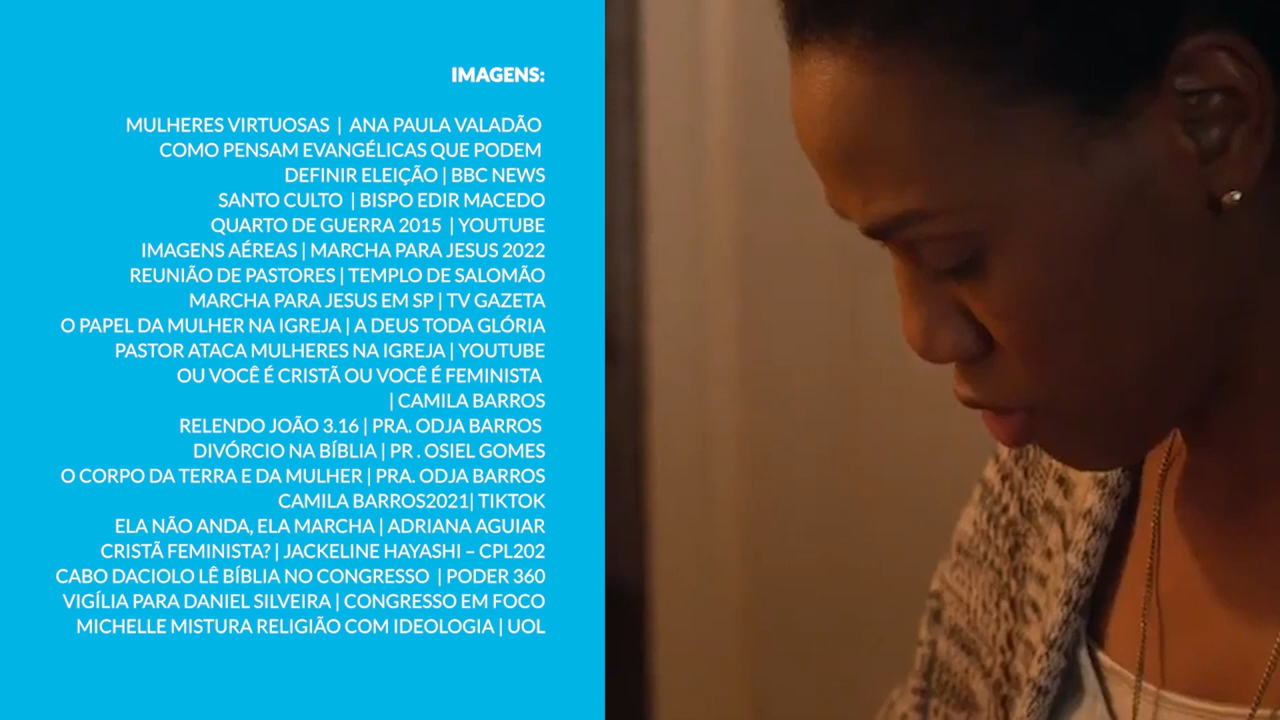 IMAGENS:
MULHERES VIRTUOSAS | ANA PAULA VALADÃO
COMO PENSAM EVANGÉLICAS QUE PODEM
DEFINIR ELEIÇÃO | BBC NEWS
SANTO CULTO | BISPO EDIR MACEDO
QUARTO DE GUERRA 2015 | YOUTUBE
IMAGENS AÉREAS | MARCHA PARA JESUS 2022
REUNIÃO DE PASTORES | TEMPLO DE SALOMÃO
MARCHA PARA JESUS EM SP | TV GAZETA
O PAPEL DA MULHER NA IGREJA | A DEUS TODA GLÓRIA
PASTOR ATACA MULHERES NA IGREJA | YOUTUBE
OU VOCÊ É CRISTÃ OU VOCÊ É FEMINISTA
| CAMILA BARROS
RELENDO JOÃO 3.16 | PRA. ODJA BARROS
DIVÓRCIO NA BÍBLIA | PR . OSIEL GOMES
O CORPO DA TERRA E DA MULHER | PRA. ODJA BARROS
CAMILA BARROS2021| TIKTOK
ELA NÃO ANDA, ELA MARCHA | ADRIANA AGUIAR
CRISTÃ FEMINISTA? | JACKELINE HAYASHI – CPL202
CABO DACIOLO LÊ BÍBLIA NO CONGRESSO | PODER 360
VIGÍLIA PARA DANIEL SILVEIRA | CONGRESSO EM FOCO
MICHELLE MISTURA RELIGIÃO COM IDEOLOGIA | UOL